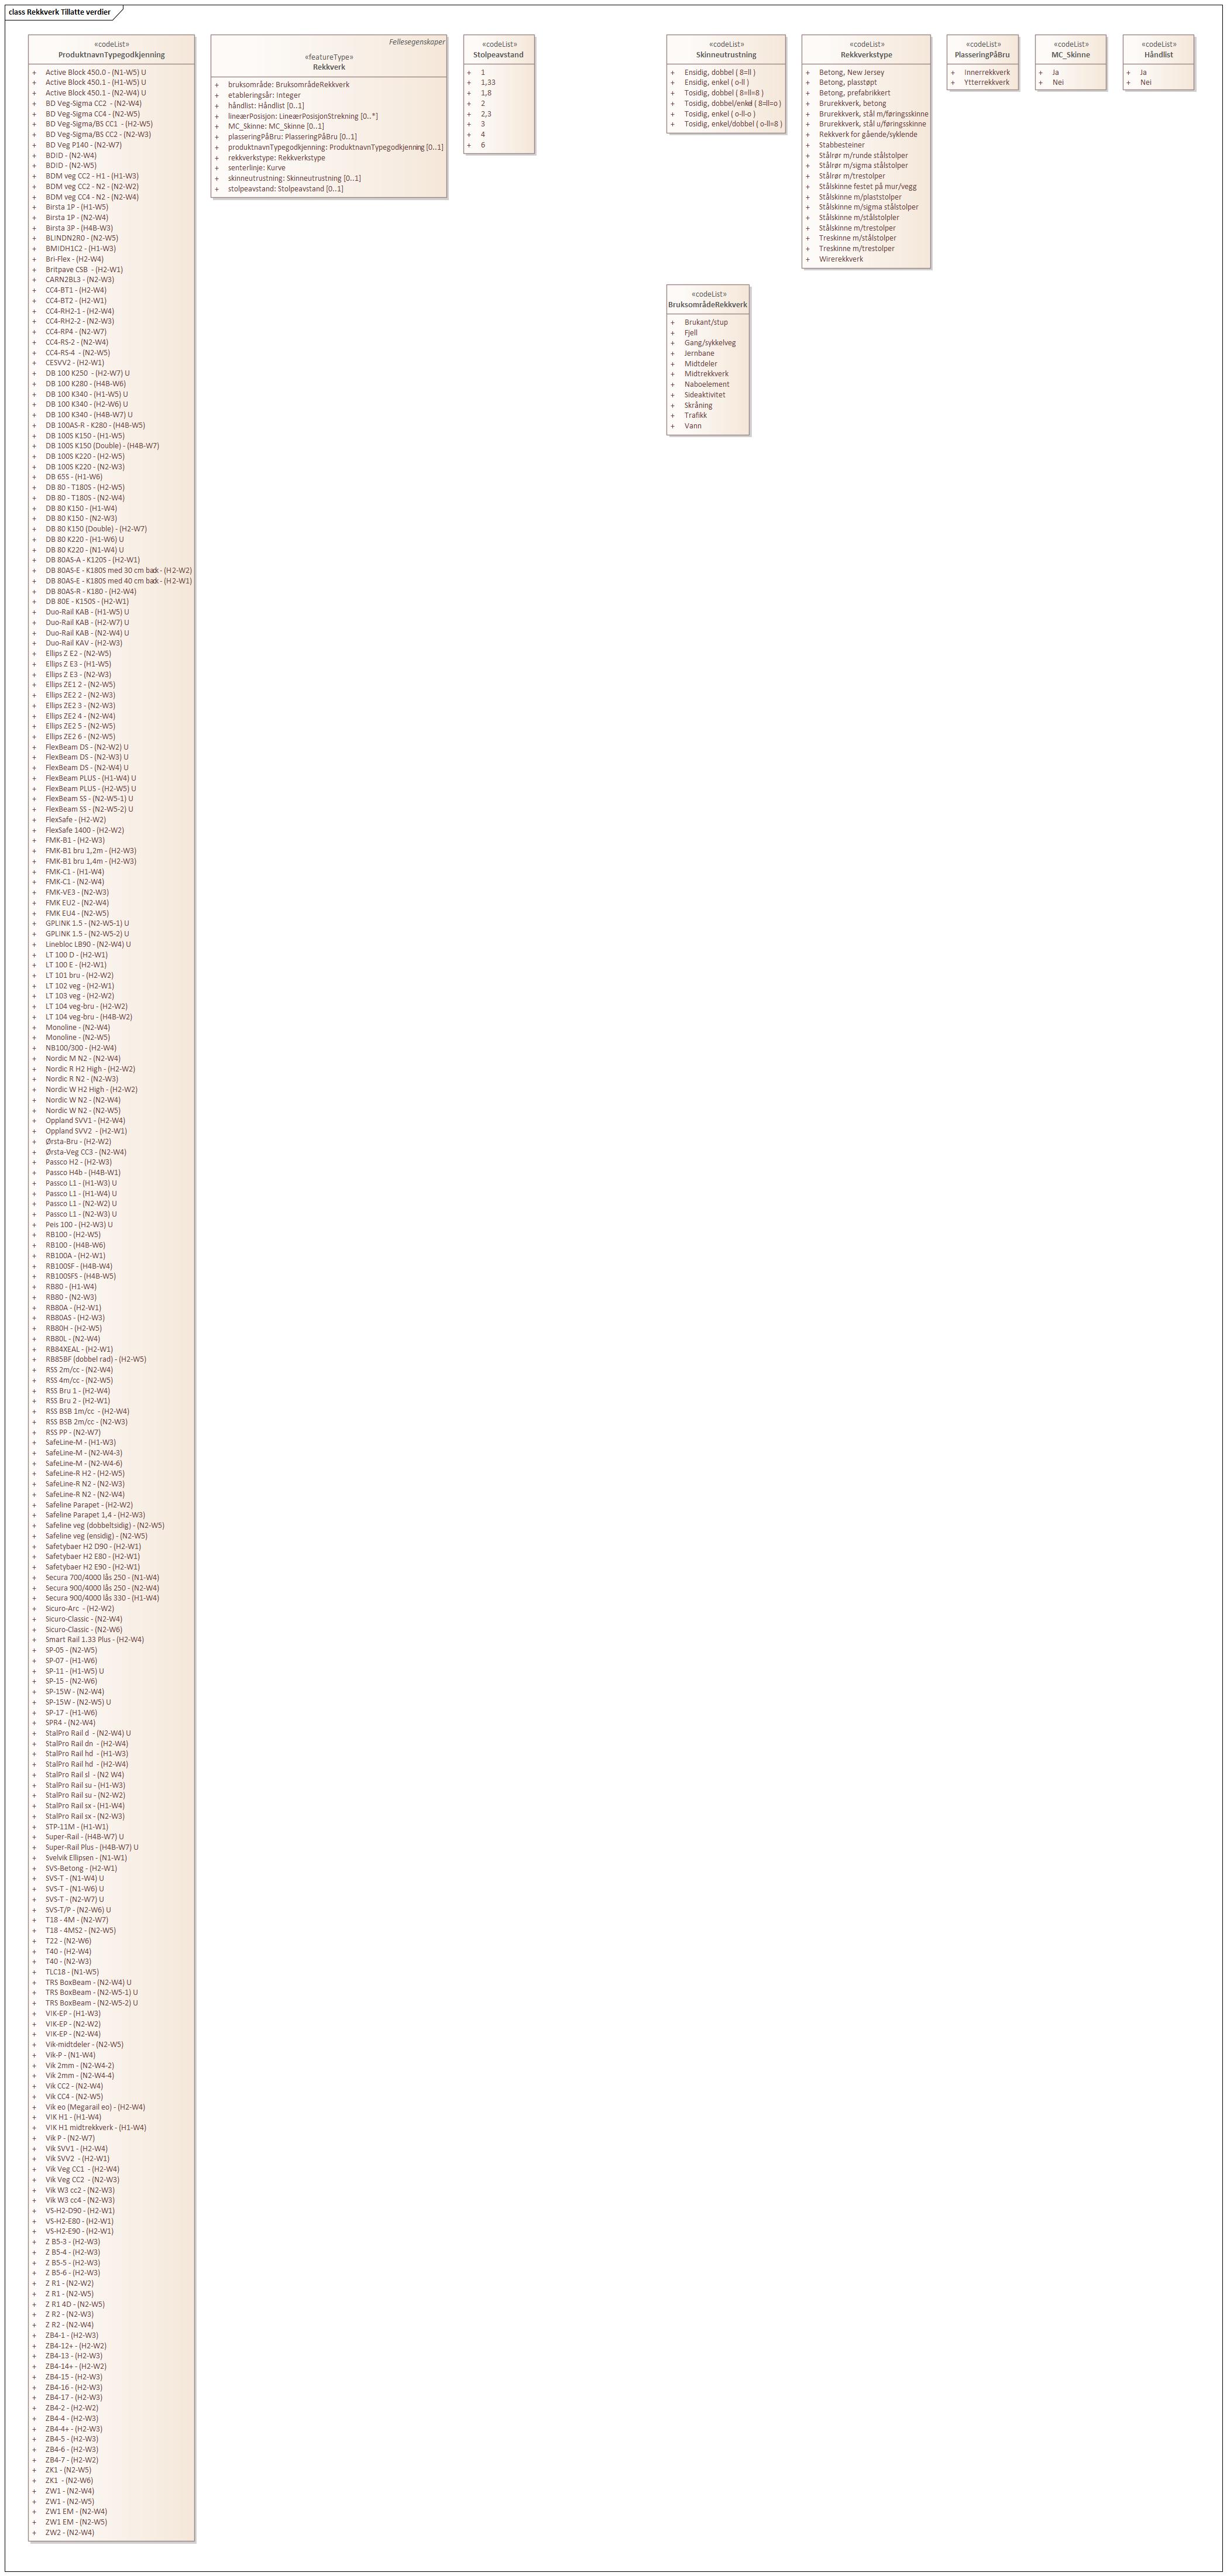 class Rekkverk Tillatte verdier
«codeList»
ProduktnavnTypegodkjenning
+ Active Block 450.0 - (N1-W5) U
+ Active Block 450.1 - (H1-W5) U
+ Active Block 450.1 - (N2-W4) U
+ BD Veg-Sigma CC2  - (N2-W4)
+ BD Veg-Sigma CC4 - (N2-W5)
+ BD Veg-Sigma/BS CC1  - (H2-W5)
+ BD Veg-Sigma/BS CC2 - (N2-W3)
+ BD Veg P140 - (N2-W7)
+ BDID - (N2-W4)
+ BDID - (N2-W5)
+ BDM veg CC2 - H1 - (H1-W3)
+ BDM veg CC2 - N2 - (N2-W2)
+ BDM veg CC4 - N2 - (N2-W4)
+ Birsta 1P - (H1-W5)
+ Birsta 1P - (N2-W4)
+ Birsta 3P - (H4B-W3)
+ BLINDN2R0 - (N2-W5)
+ BMIDH1C2 - (H1-W3)
+ Bri-Flex - (H2-W4)
+ Britpave CSB  - (H2-W1)
+ CARN2BL3 - (N2-W3)
+ CC4-BT1 - (H2-W4)
+ CC4-BT2 - (H2-W1)
+ CC4-RH2-1 - (H2-W4)
+ CC4-RH2-2 - (N2-W3)
+ CC4-RP4 - (N2-W7)
+ CC4-RS-2 - (N2-W4)
+ CC4-RS-4  - (N2-W5)
+ CESVV2 - (H2-W1)
+ DB 100 K250  - (H2-W7) U
+ DB 100 K280 - (H4B-W6)
+ DB 100 K340 - (H1-W5) U
+ DB 100 K340 - (H2-W6) U
+ DB 100 K340 - (H4B-W7) U
+ DB 100AS-R - K280 - (H4B-W5)
+ DB 100S K150 - (H1-W5)
+ DB 100S K150 (Double) - (H4B-W7)
+ DB 100S K220 - (H2-W5)
+ DB 100S K220 - (N2-W3)
+ DB 65S - (H1-W6)
+ DB 80 - T180S - (H2-W5)
+ DB 80 - T180S - (N2-W4)
+ DB 80 K150 - (H1-W4)
+ DB 80 K150 - (N2-W3)
+ DB 80 K150 (Double) - (H2-W7)
+ DB 80 K220 - (H1-W6) U
+ DB 80 K220 - (N1-W4) U
+ DB 80AS-A - K120S - (H2-W1)
+ DB 80AS-E - K180S med 30 cm back - (H2-W2)
+ DB 80AS-E - K180S med 40 cm back - (H2-W1)
+ DB 80AS-R - K180 - (H2-W4)
+ DB 80E - K150S - (H2-W1)
+ Duo-Rail KAB - (H1-W5) U
+ Duo-Rail KAB - (H2-W7) U
+ Duo-Rail KAB - (N2-W4) U
+ Duo-Rail KAV - (H2-W3)
+ Ellips Z E2 - (N2-W5)
+ Ellips Z E3 - (H1-W5)
+ Ellips Z E3 - (N2-W3)
+ Ellips ZE1 2 - (N2-W5)
+ Ellips ZE2 2 - (N2-W3)
+ Ellips ZE2 3 - (N2-W3)
+ Ellips ZE2 4 - (N2-W4)
+ Ellips ZE2 5 - (N2-W5)
+ Ellips ZE2 6 - (N2-W5)
+ FlexBeam DS - (N2-W2) U
+ FlexBeam DS - (N2-W3) U
+ FlexBeam DS - (N2-W4) U
+ FlexBeam PLUS - (H1-W4) U
+ FlexBeam PLUS - (H2-W5) U
+ FlexBeam SS - (N2-W5-1) U
+ FlexBeam SS - (N2-W5-2) U
+ FlexSafe - (H2-W2)
+ FlexSafe 1400 - (H2-W2)
+ FMK-B1 - (H2-W3)
+ FMK-B1 bru 1,2m - (H2-W3)
+ FMK-B1 bru 1,4m - (H2-W3)
+ FMK-C1 - (H1-W4)
+ FMK-C1 - (N2-W4)
+ FMK-VE3 - (N2-W3)
+ FMK EU2 - (N2-W4)
+ FMK EU4 - (N2-W5)
+ GPLINK 1.5 - (N2-W5-1) U
+ GPLINK 1.5 - (N2-W5-2) U
+ Linebloc LB90 - (N2-W4) U
+ LT 100 D - (H2-W1)
+ LT 100 E - (H2-W1)
+ LT 101 bru - (H2-W2)
+ LT 102 veg - (H2-W1)
+ LT 103 veg - (H2-W2)
+ LT 104 veg-bru - (H2-W2)
+ LT 104 veg-bru - (H4B-W2)
+ Monoline - (N2-W4)
+ Monoline - (N2-W5)
+ NB100/300 - (H2-W4)
+ Nordic M N2 - (N2-W4)
+ Nordic R H2 High - (H2-W2)
+ Nordic R N2 - (N2-W3)
+ Nordic W H2 High - (H2-W2)
+ Nordic W N2 - (N2-W4)
+ Nordic W N2 - (N2-W5)
+ Oppland SVV1 - (H2-W4)
+ Oppland SVV2  - (H2-W1)
+ Ørsta-Bru - (H2-W2)
+ Ørsta-Veg CC3 - (N2-W4)
+ Passco H2 - (H2-W3)
+ Passco H4b - (H4B-W1)
+ Passco L1 - (H1-W3) U
+ Passco L1 - (H1-W4) U
+ Passco L1 - (N2-W2) U
+ Passco L1 - (N2-W3) U
+ Peis 100 - (H2-W3) U
+ RB100 - (H2-W5)
+ RB100 - (H4B-W6)
+ RB100A - (H2-W1)
+ RB100SF - (H4B-W4)
+ RB100SFS - (H4B-W5)
+ RB80 - (H1-W4)
+ RB80 - (N2-W3)
+ RB80A - (H2-W1)
+ RB80AS - (H2-W3)
+ RB80H - (H2-W5)
+ RB80L - (N2-W4)
+ RB84XEAL - (H2-W1)
+ RB85BF (dobbel rad) - (H2-W5)
+ RSS 2m/cc - (N2-W4)
+ RSS 4m/cc - (N2-W5)
+ RSS Bru 1 - (H2-W4)
+ RSS Bru 2 - (H2-W1)
+ RSS BSB 1m/cc  - (H2-W4)
+ RSS BSB 2m/cc - (N2-W3)
+ RSS PP - (N2-W7)
+ SafeLine-M - (H1-W3)
+ SafeLine-M - (N2-W4-3)
+ SafeLine-M - (N2-W4-6)
+ SafeLine-R H2 - (H2-W5)
+ SafeLine-R N2 - (N2-W3)
+ SafeLine-R N2 - (N2-W4)
+ Safeline Parapet - (H2-W2)
+ Safeline Parapet 1,4 - (H2-W3)
+ Safeline veg (dobbeltsidig) - (N2-W5)
+ Safeline veg (ensidig) - (N2-W5)
+ Safetybaer H2 D90 - (H2-W1)
+ Safetybaer H2 E80 - (H2-W1)
+ Safetybaer H2 E90 - (H2-W1)
+ Secura 700/4000 lås 250 - (N1-W4)
+ Secura 900/4000 lås 250 - (N2-W4)
+ Secura 900/4000 lås 330 - (H1-W4)
+ Sicuro-Arc  - (H2-W2)
+ Sicuro-Classic - (N2-W4)
+ Sicuro-Classic - (N2-W6)
+ Smart Rail 1.33 Plus - (H2-W4)
+ SP-05 - (N2-W5)
+ SP-07 - (H1-W6)
+ SP-11 - (H1-W5) U
+ SP-15 - (N2-W6)
+ SP-15W - (N2-W4)
+ SP-15W - (N2-W5) U
+ SP-17 - (H1-W6)
+ SPR4 - (N2-W4)
+ StalPro Rail d  - (N2-W4) U
+ StalPro Rail dn  - (H2-W4)
+ StalPro Rail hd  - (H1-W3)
+ StalPro Rail hd  - (H2-W4)
+ StalPro Rail sl  - (N2 W4)
+ StalPro Rail su - (H1-W3)
+ StalPro Rail su - (N2-W2)
+ StalPro Rail sx - (H1-W4)
+ StalPro Rail sx - (N2-W3)
+ STP-11M - (H1-W1)
+ Super-Rail - (H4B-W7) U
+ Super-Rail Plus - (H4B-W7) U
+ Svelvik Ellipsen - (N1-W1)
+ SVS-Betong - (H2-W1)
+ SVS-T - (N1-W4) U
+ SVS-T - (N1-W6) U
+ SVS-T - (N2-W7) U
+ SVS-T/P - (N2-W6) U
+ T18 - 4M - (N2-W7)
+ T18 - 4MS2 - (N2-W5)
+ T22 - (N2-W6)
+ T40 - (H2-W4)
+ T40 - (N2-W3)
+ TLC18 - (N1-W5)
+ TRS BoxBeam - (N2-W4) U
+ TRS BoxBeam - (N2-W5-1) U
+ TRS BoxBeam - (N2-W5-2) U
+ VIK-EP - (H1-W3)
+ VIK-EP - (N2-W2)
+ VIK-EP - (N2-W4)
+ Vik-midtdeler - (N2-W5)
+ Vik-P - (N1-W4)
+ Vik 2mm - (N2-W4-2)
+ Vik 2mm - (N2-W4-4)
+ Vik CC2 - (N2-W4)
+ Vik CC4 - (N2-W5)
+ Vik eo (Megarail eo) - (H2-W4)
+ VIK H1 - (H1-W4)
+ VIK H1 midtrekkverk - (H1-W4)
+ Vik P - (N2-W7)
+ Vik SVV1 - (H2-W4)
+ Vik SVV2  - (H2-W1)
+ Vik Veg CC1  - (H2-W4)
+ Vik Veg CC2  - (N2-W3)
+ Vik W3 cc2 - (N2-W3)
+ Vik W3 cc4 - (N2-W3)
+ VS-H2-D90 - (H2-W1)
+ VS-H2-E80 - (H2-W1)
+ VS-H2-E90 - (H2-W1)
+ Z B5-3 - (H2-W3)
+ Z B5-4 - (H2-W3)
+ Z B5-5 - (H2-W3)
+ Z B5-6 - (H2-W3)
+ Z R1 - (N2-W2)
+ Z R1 - (N2-W5)
+ Z R1 4D - (N2-W5)
+ Z R2 - (N2-W3)
+ Z R2 - (N2-W4)
+ ZB4-1 - (H2-W3)
+ ZB4-12+ - (H2-W2)
+ ZB4-13 - (H2-W3)
+ ZB4-14+ - (H2-W2)
+ ZB4-15 - (H2-W3)
+ ZB4-16 - (H2-W3)
+ ZB4-17 - (H2-W3)
+ ZB4-2 - (H2-W2)
+ ZB4-4 - (H2-W3)
+ ZB4-4+ - (H2-W3)
+ ZB4-5 - (H2-W3)
+ ZB4-6 - (H2-W3)
+ ZB4-7 - (H2-W2)
+ ZK1 - (N2-W5)
+ ZK1  - (N2-W6)
+ ZW1 - (N2-W4)
+ ZW1 - (N2-W5)
+ ZW1 EM - (N2-W4)
+ ZW1 EM - (N2-W5)
+ ZW2 - (N2-W4)
Fellesegenskaper
«featureType»
Rekkverk
+ bruksområde: BruksområdeRekkverk
+ etableringsår: Integer
+ håndlist: Håndlist [0..1]
+ lineærPosisjon: LineærPosisjonStrekning [0..*]
+ MC_Skinne: MC_Skinne [0..1]
+ plasseringPåBru: PlasseringPåBru [0..1]
+ produktnavnTypegodkjenning: ProduktnavnTypegodkjenning [0..1]
+ rekkverkstype: Rekkverkstype
+ senterlinje: Kurve
+ skinneutrustning: Skinneutrustning [0..1]
+ stolpeavstand: Stolpeavstand [0..1]
«codeList»
Stolpeavstand
+ 1
+ 1,33
+ 1,8
+ 2
+ 2,3
+ 3
+ 4
+ 6
«codeList»
Skinneutrustning
+ Ensidig, dobbel ( 8=ll )
+ Ensidig, enkel ( o-ll )
+ Tosidig, dobbel ( 8=ll=8 )
+ Tosidig, dobbel/enkel ( 8=ll=o )
+ Tosidig, enkel ( o-ll-o )
+ Tosidig, enkel/dobbel ( o-ll=8 )
«codeList»
Rekkverkstype
+ Betong, New Jersey
+ Betong, plasstøpt
+ Betong, prefabrikkert
+ Brurekkverk, betong
+ Brurekkverk, stål m/føringsskinne
+ Brurekkverk, stål u/føringsskinne
+ Rekkverk for gående/syklende
+ Stabbesteiner
+ Stålrør m/runde stålstolper
+ Stålrør m/sigma stålstolper
+ Stålrør m/trestolper
+ Stålskinne festet på mur/vegg
+ Stålskinne m/plaststolper
+ Stålskinne m/sigma stålstolper
+ Stålskinne m/stålstolpler
+ Stålskinne m/trestolper
+ Treskinne m/stålstolper
+ Treskinne m/trestolper
+ Wirerekkverk
«codeList»
PlasseringPåBru
+ Innerrekkverk
+ Ytterrekkverk
«codeList»
MC_Skinne
+ Ja
+ Nei
«codeList»
Håndlist
+ Ja
+ Nei
«codeList»
BruksområdeRekkverk
+ Brukant/stup
+ Fjell
+ Gang/sykkelveg
+ Jernbane
+ Midtdeler
+ Midtrekkverk
+ Naboelement
+ Sideaktivitet
+ Skråning
+ Trafikk
+ Vann